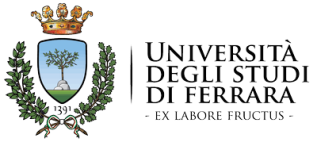 1391
UNIVERSITÀ
DEGLI STUDI
DI FERRARA
- EX LABORE FRUCTUS -